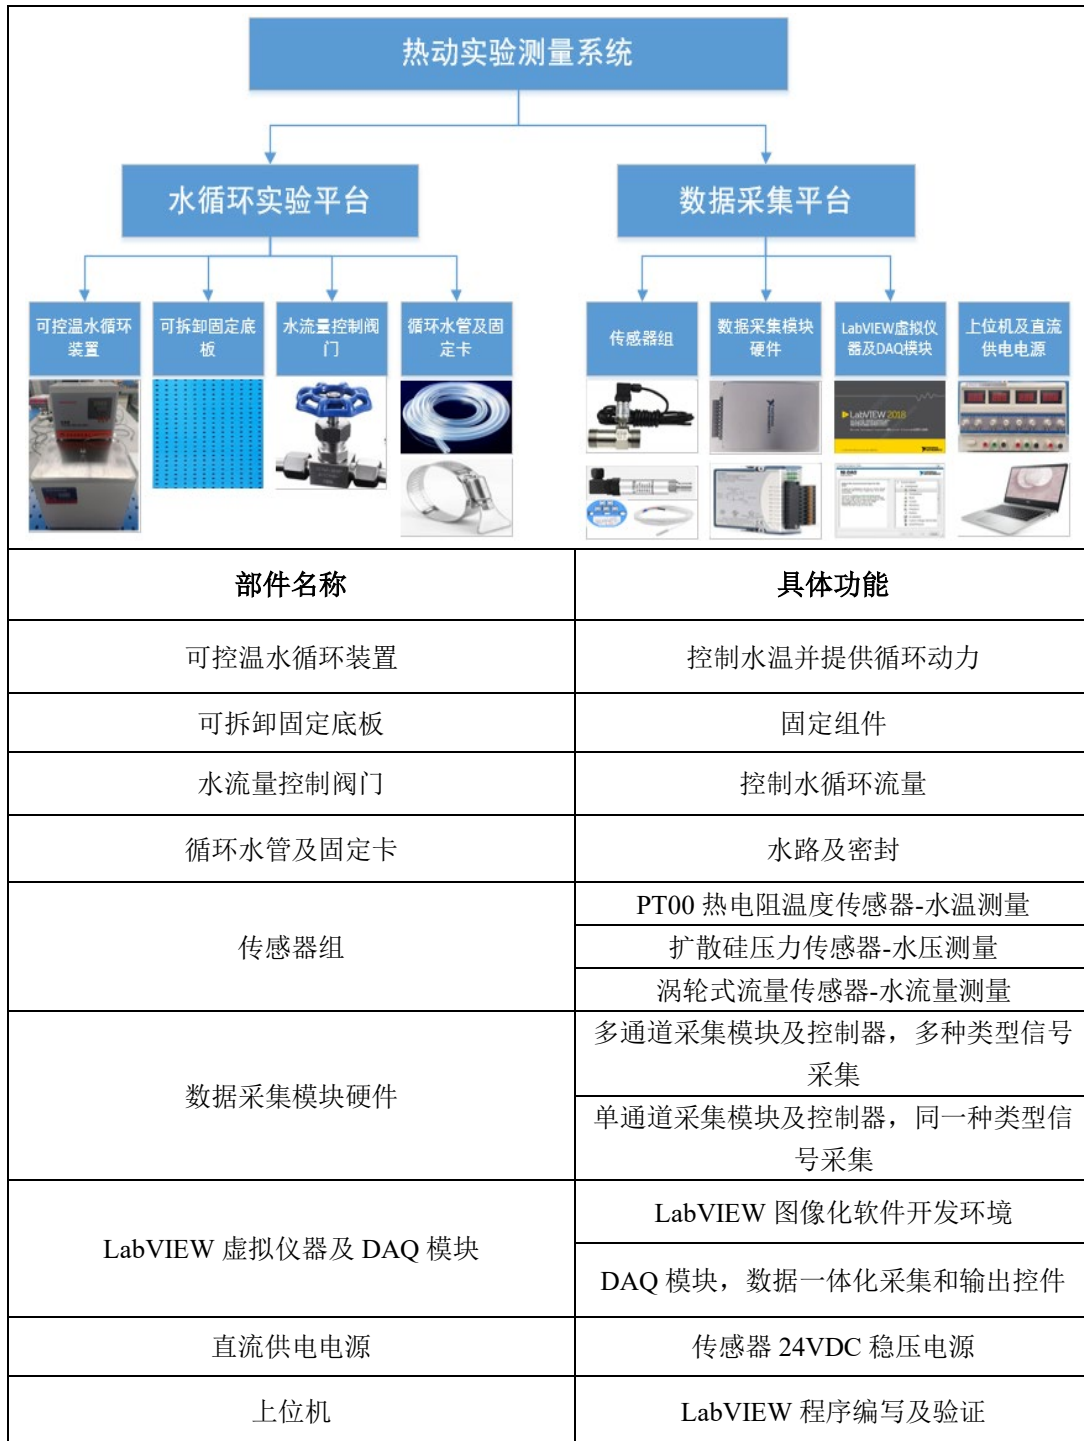 热动实验测量系统
水循环实验平台
数据采集平台
可控温水循环
装置
可拆卸固定底
板
水流量控制阀
门
循环水管及固
定卡
传感器组
数据采集模块
硬件
LabVIEW虚拟仪
器及DAQ模块
上位机及直流
供电电源
LabVIEW 2018
部件名称
具体功能
可控温水循环装置
控制水温并提供循环动力
可拆卸固定底板
固定组件
水流量控制阀门
控制水循环流量
循环水管及固定卡
水路及密封
传感器组
PT00 热电阻温度传感器-水温测量
扩散硅压力传感器-水压测量
涡轮式流量传感器-水流量测量
数据采集模块硬件
多通道采集模块及控制器，多种类型信号
采集
单通道采集模块及控制器，同一种类型信
号采集
LabVIEW 虚拟仪器及 DAQ 模块
LabVIEW 图像化软件开发环境
DAQ 模块，数据一体化采集和输出控件
直流供电电源
传感器 24VDC 稳压电源
上位机
LabVIEW 程序编写及验证